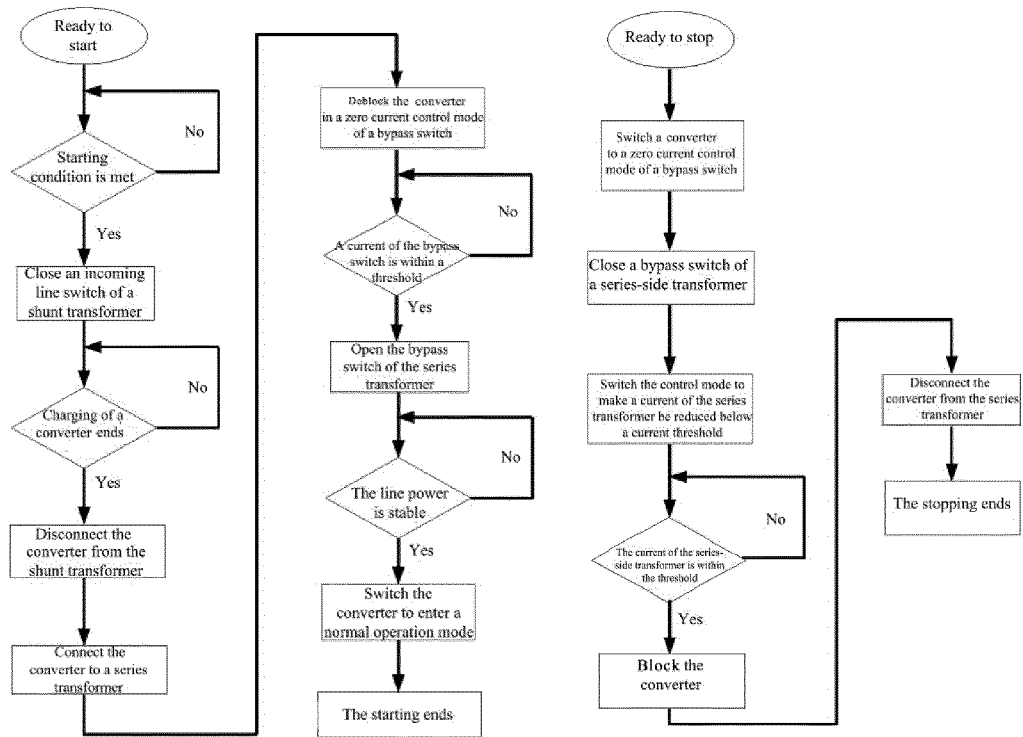 Ready to
start
No
Starting
condition is met
Yes
Close an incoming
line switch of a
shunt transformer
No
Charging of a
converter ends
Yes
Disconnect the
converter from the
shunt transformer
Connect the
converter to a series
transformer
Deblock the converter
in a zero current control mode
of a bypass switch
No
A current of the bypass
switch is within a
threshold
Yes
Open the bypass
switch of the series
transformer
No
The line power
is stable
Yes
Switch the
converter to enter a
normal operation mode
The starting ends
Ready to stop
Switch a converter
to a zero current control
mode of a bypass switch
Close a bypass switch of
a series-side transformer
Switch the control mode to
make a current of the series
transformer be reduced below
a current threshold
No
The current of the series-
side transformer is within
the threshold
Yes
Block the
converter
Disconnect the
converter from the series
transformer
The stopping ends